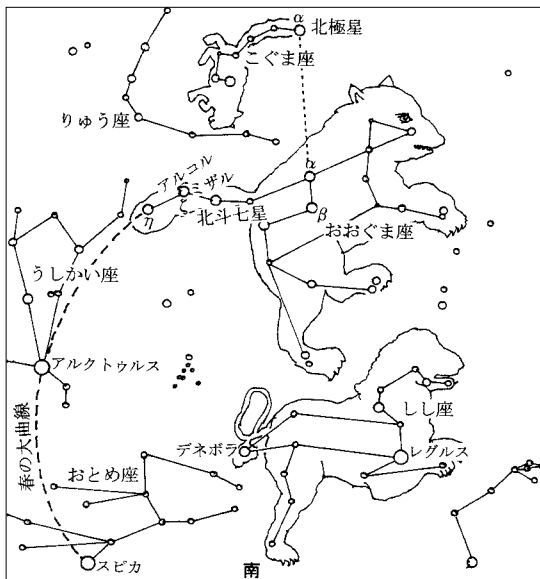 α
北極星
こぐま座
りゅう座
アルコル
ミザル
α
ζ
η
北斗七星
β
おおぐま座
うしかい座
アルクトゥルス
春の大曲線
しし座
デネボラ
レグルス
おとめ座
スピカ
南